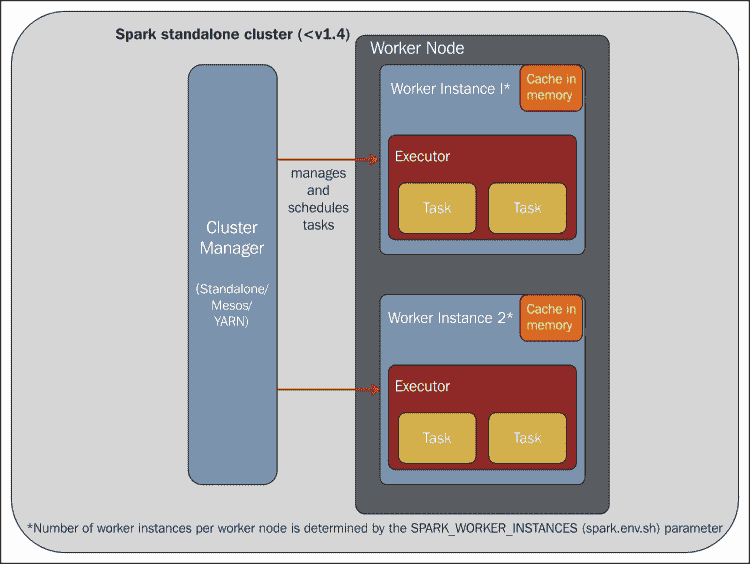 Spark standalone cluster (<v1.4)
Worker Node
Worker Instance I*
Cache in
memory
Executor
Task
Task
manages
and
schedules
tasks
Cluster
Manager
(Standalone/
Mesos/
YARN)
Worker Instance 2*
Cache in
memory
Executor
Task
Task
*Number of worker instances per worker node is determined by the SPARK_WORKER_INSTANCES (spark.env.sh) parameter